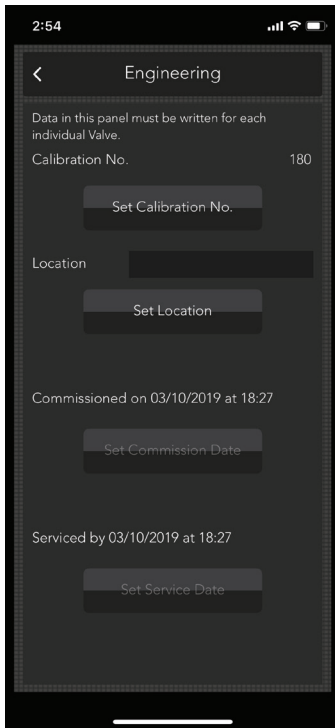 2:54
Engineering
Data in this panel must be written for each
individual Valve.
Calibration No. 180
Set Calibration No.
Location
Set Location
Commissioned on 03/10/2019 at 18:27
Set Commission Date
Serviced by 03/10/2019 at 18:27
Set Service Date